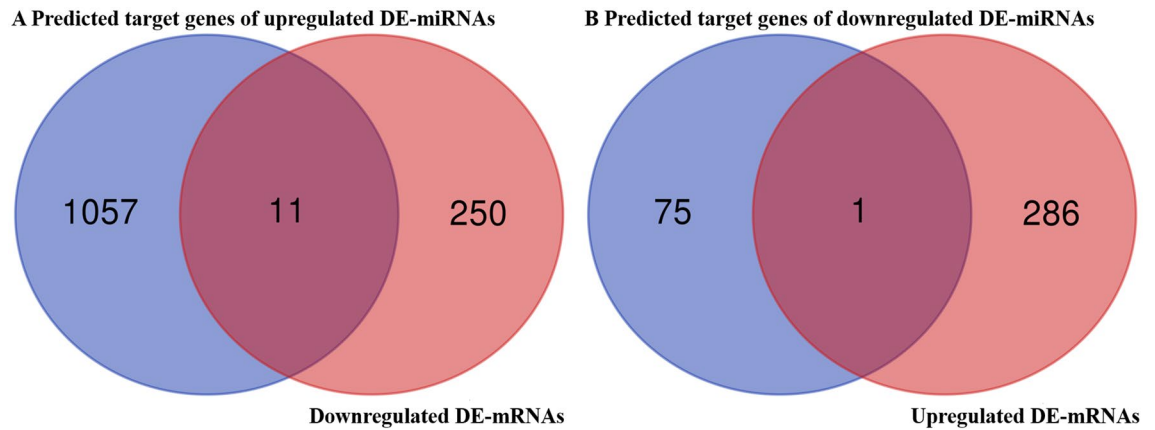 A Predicted target genes of upregulated DE-miRNAs
1057
11
250
Downregulated DE-mRNAs
B Predicted target genes of downregulated DE-miRNAs
75
1
286
Upregulated DE-mRNAs